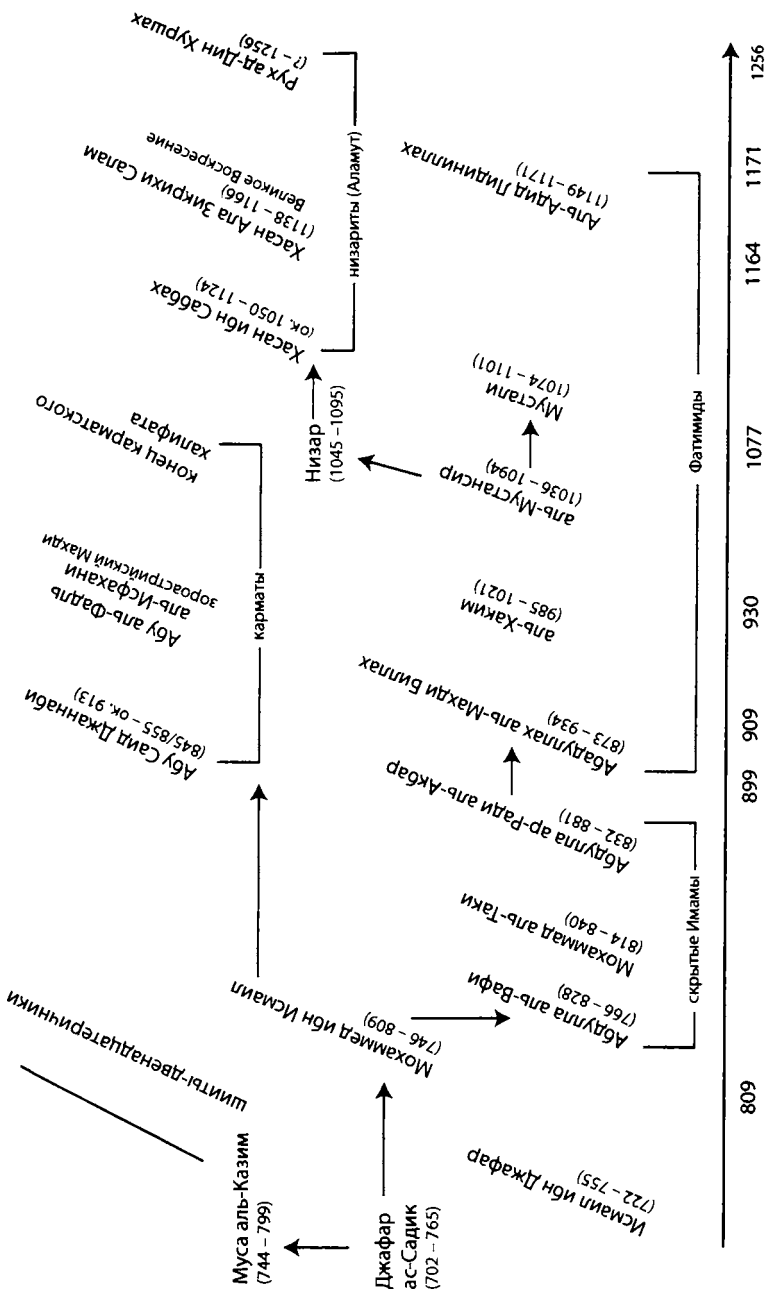 Муса аль-Казим
(744 – 799)
шииты-двенадцатеричники
Джафар
ас-Садик
(702 – 765)
Исмаил ибн Джафар
(722 – 755)
Мохаммед ибн Исмаил
(746 – 809)
Абдулла аль-Вафи
(766 – 828)
Мохаммад аль-Таки
(814 – 840)
Абдулла ар-Ради аль-Акбар
(832 – 881)
скрытые Имамы
Абу Саид Джаннаби
(845/855 – ок. 913)
Абу аль-Фадль
аль-Исфахани
зороастрийский Махди
конец карматского
халифата
карматы
Абадуллах аль-Махди Биллах
(873 – 934)
аль-Хаким
(985 – 1021)
аль-Мустансир
(1036 – 1094)
Мустали
(1074 – 1101)
Аль-Адид Лидиниллах
(1149 – 1171)
Фатимиды
Низар
(1045 –1095)
Хасан ибн Саббах
(ок. 1050 – 1124)
Хасан Ала Зикрихи Салам
(1138 – 1166)
Великое Воскресение
Рух ад-Дин Хуршах
(? – 1256)
низариты (Аламут)
809
899
909
930
1077
1164
1171
1256